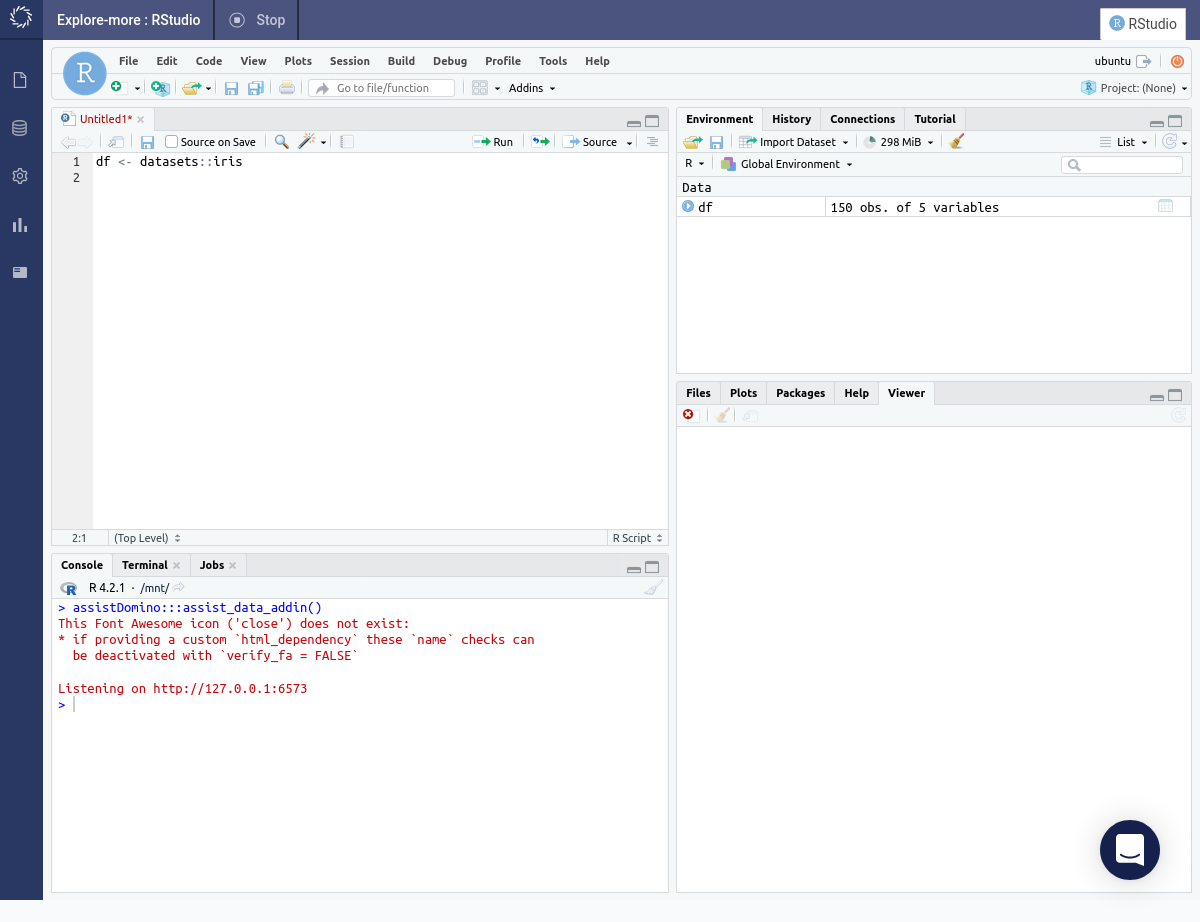 Explore-more : RStudio
Stop
R RStudio
R
File Edit Code View Plots Session Build Debug Profile Tools Help
ubuntu
Go to file/function
Addins
Project: (None)
Untitled1*
Source on Save
Run
Source
1 df <- datasets::iris
2
2:1 (Top Level) R Script
Console Terminal Jobs
R 4.2.1 · /mnt/
> assistDomino:::assist_data_addin()
This Font Awesome icon ('close') does not exist:
* if providing a custom `html_dependency` these `name` checks can
be deactivated with `verify_fa = FALSE`
Listening on http://127.0.0.1:6573
>
Environment History Connections Tutorial
Import Dataset 298 MiB List
R Global Environment
Data
df 150 obs. of 5 variables
Files Plots Packages Help Viewer